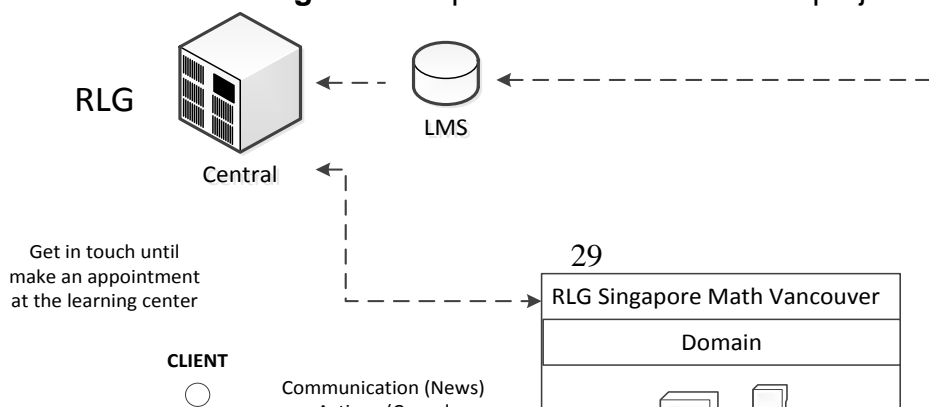 RLG
LMS
Central
Get in touch until
make an appointment
at the learning center
29
RLG Singapore Math Vancouver
Domain
CLIENT
Communication (News)